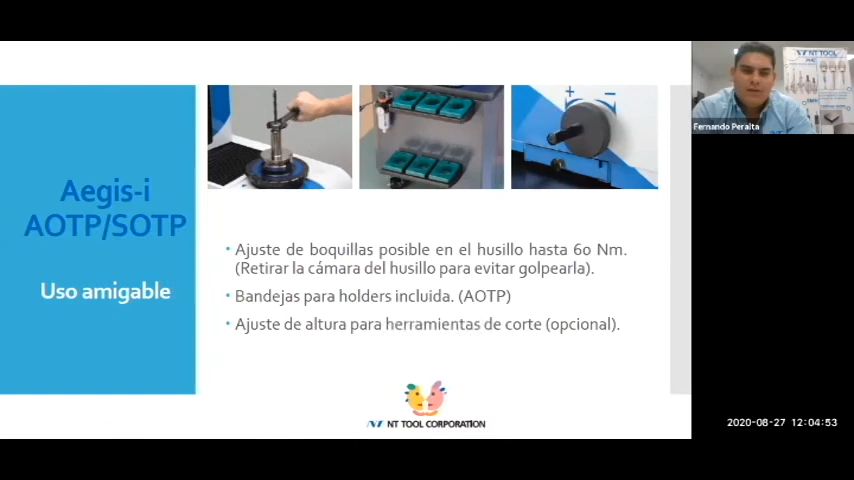 Aegis-i
AOTP/SOTP
Uso amigable
+ −
• Ajuste de boquillas posible en el husillo hasta 60 Nm.
(Retirar la cámara del husillo para evitar golpearla).
• Bandejas para holders incluida. (AOTP)
• Ajuste de altura para herramientas de corte (opcional).
NT TOOL CORPORATION
NT TOOL
Fernando Peralta
2020-08-27 12:04:53